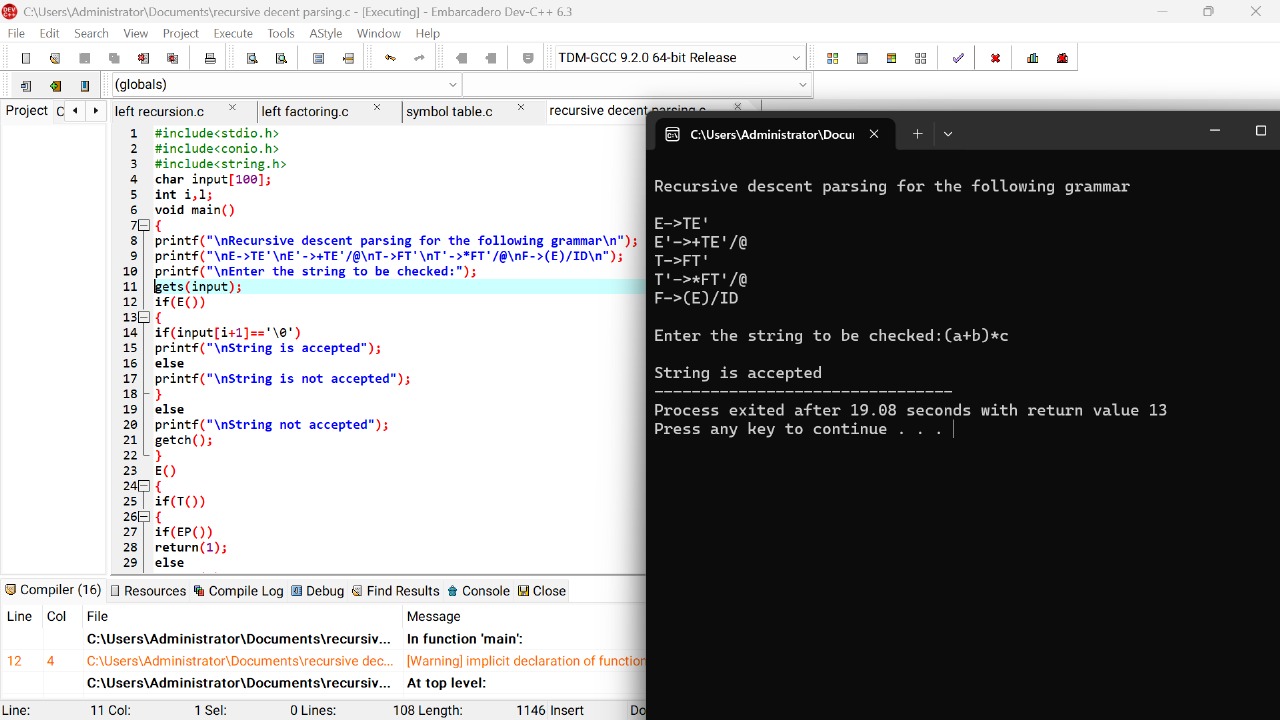 C:\Users\Administrator\Documents\recursive decent parsing.c - [Executing] - Embarcadero Dev-C++ 6.3
File Edit Search View Project Execute Tools AStyle Window Help
TDM-GCC 9.2.0 64-bit Release
(globals)
Project C left recursion.c left factoring.c symbol table.c recursive decent parsing.c
1 #include<stdio.h>
2 #include<conio.h>
3 #include<string.h>
4 char input[100];
5 int i,l;
6 void main()
7 {
8 printf("\nRecursive descent parsing for the following grammar\n");
9 printf("\nE->TE'\nE'->+TE'/@\nT->FT'\nT'->*FT'/@\nF->(E)/ID\n");
10 printf("\nEnter the string to be checked:");
11 gets(input);
12 if(E())
13 {
14 if(input[i+1]=='\0')
15 printf("\nString is accepted");
16 else
17 printf("\nString is not accepted");
18 }
19 else
20 printf("\nString not accepted");
21 getch();
22 }
23 E()
24 {
25 if(T())
26 {
27 if(EP())
28 return(1);
29 else
C:\Users\Administrator\Docu
Recursive descent parsing for the following grammar
E->TE'
E'->+TE'/@
T->FT'
T'->*FT'/@
F->(E)/ID
Enter the string to be checked:(a+b)*c
String is accepted
--------------------------------
Process exited after 19.08 seconds with return value 13
Press any key to continue . . .
Compiler (16) Resources Compile Log Debug Find Results Console Close
Line Col File Message
C:\Users\Administrator\Documents\recursiv... In function 'main':
12 4 C:\Users\Administrator\Documents\recursive dec... [Warning] implicit declaration of function
C:\Users\Administrator\Documents\recursiv... At top level:
Line: 11 Col: 1 Sel: 0 Lines: 108 Length: 1146 Insert Do